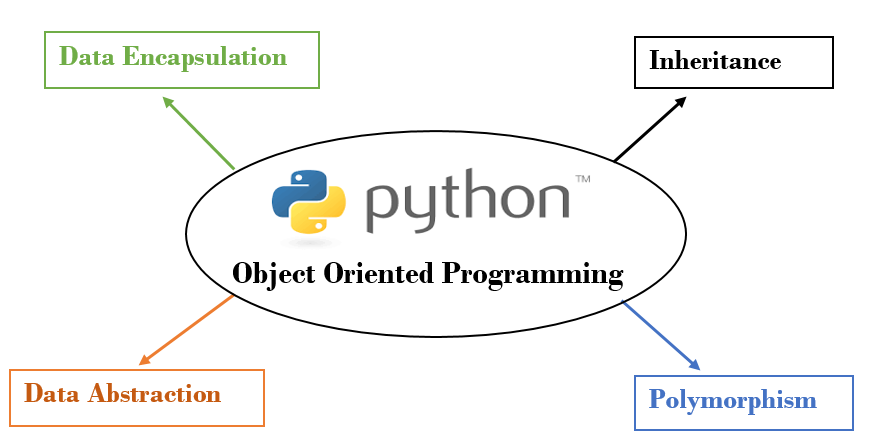 Data Encapsulation
Inheritance
python™
Object Oriented Programming
Data Abstraction
Polymorphism